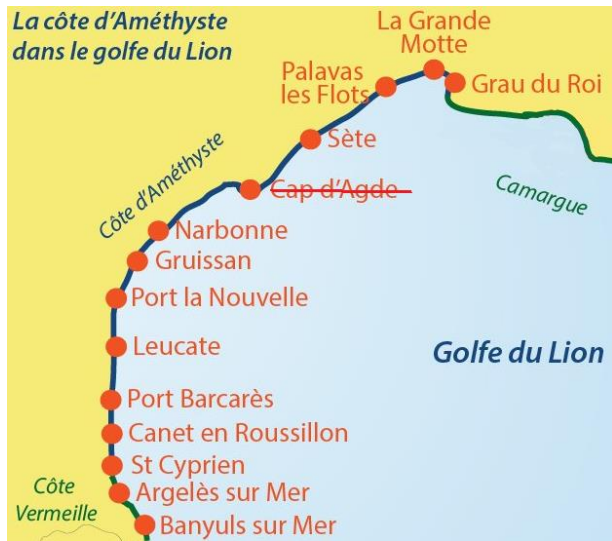 La côte d'Améthyste
dans le golfe du Lion
La Grande
Motte
Palavas
les Flots
Grau du Roi
Sète
Cap d'Agde
Camargue
Côte d'Améthyste
Narbonne
Gruissan
Port la Nouvelle
Leucate
Golfe du Lion
Port Barcarès
Canet en Roussillon
St Cyprien
Côte
Vermeille
Argelès sur Mer
Banyuls sur Mer